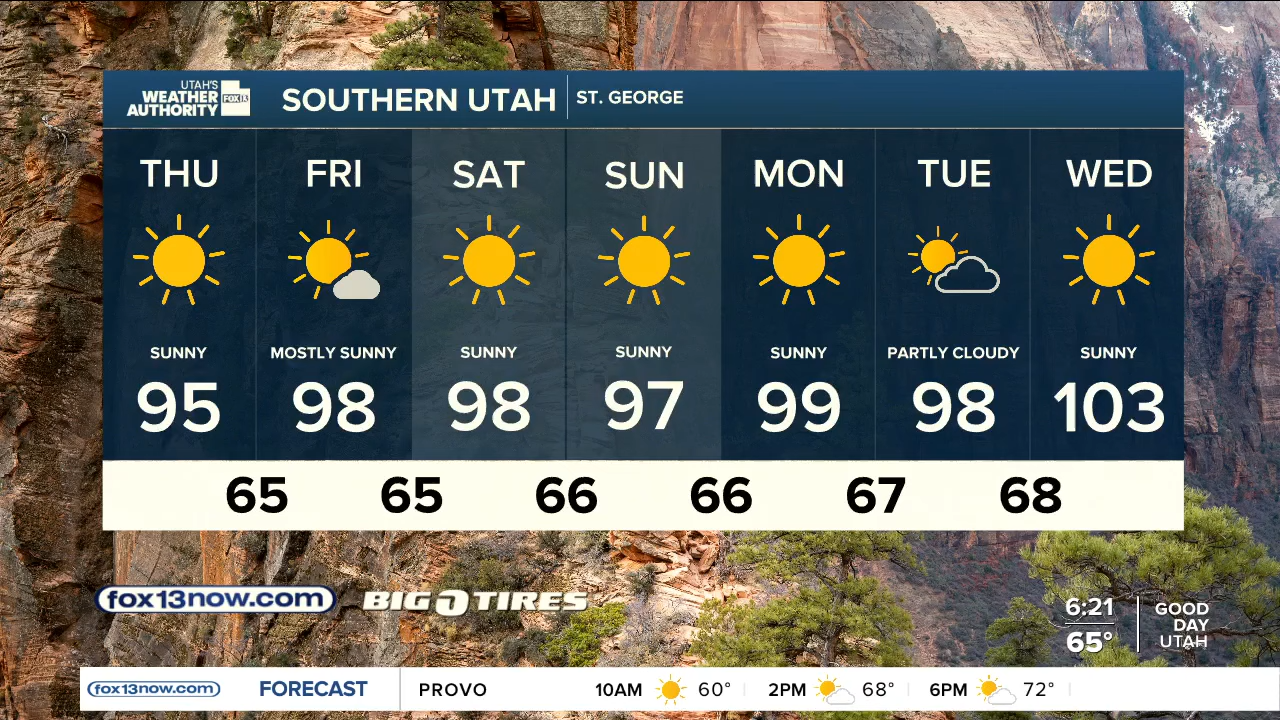 UTAH'S
WEATHER
AUTHORITY
FOX 13
SOUTHERN UTAH
ST. GEORGE
THU FRI SAT SUN MON TUE WED
SUNNY MOSTLY SUNNY SUNNY SUNNY SUNNY PARTLY CLOUDY SUNNY
95 98 98 97 99 98 103
65 65 66 66 67 68
fox13now.com BIG O TIRES
6:21
65°
GOOD
DAY
UTAH
fox13now.com FORECAST PROVO 10AM 60° 2PM 68° 6PM 72°